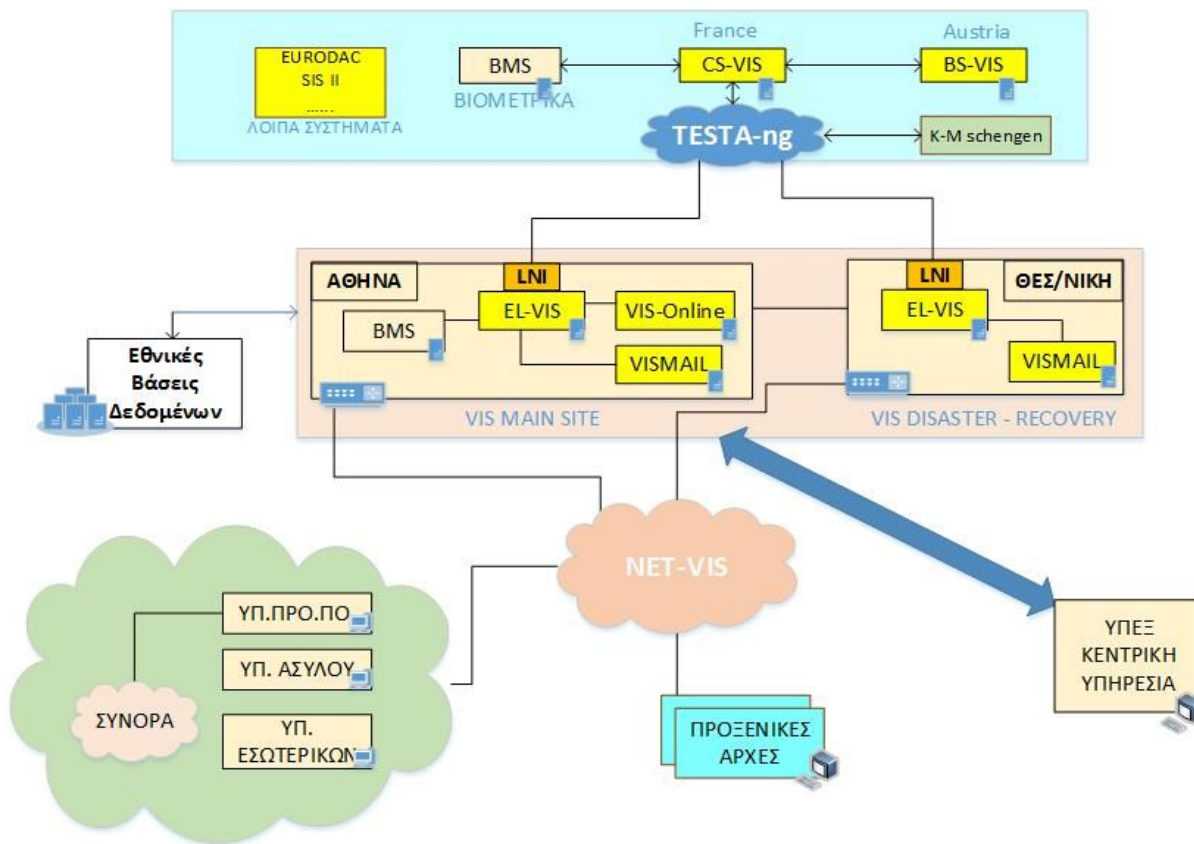 France
Austria
EURODAC
SIS II
......
ΛΟΙΠΑ ΣΥΣΤΗΜΑΤΑ
BMS
ΒΙΟΜΕΤΡΙΚΑ
CS-VIS
BS-VIS
TESTA-ng
K-M schengen
ΑΘΗΝΑ
LNI
EL-VIS
VIS-Online
BMS
VISMAIL
VIS MAIN SITE
LNI
ΘΕΣ/ΝΙΚΗ
EL-VIS
VISMAIL
VIS DISASTER - RECOVERY
Εθνικές
Βάσεις
Δεδομένων
NET-VIS
ΥΠ.ΠΡΟ.ΠΟ
ΥΠ. ΑΣΥΛΟΥ
ΣΥΝΟΡΑ
ΥΠ.
ΕΣΩΤΕΡΙΚΩΝ
ΠΡΟΞΕΝΙΚΕΣ
ΑΡΧΕΣ
ΥΠΕΞ
ΚΕΝΤΡΙΚΗ
ΥΠΗΡΕΣΙΑ